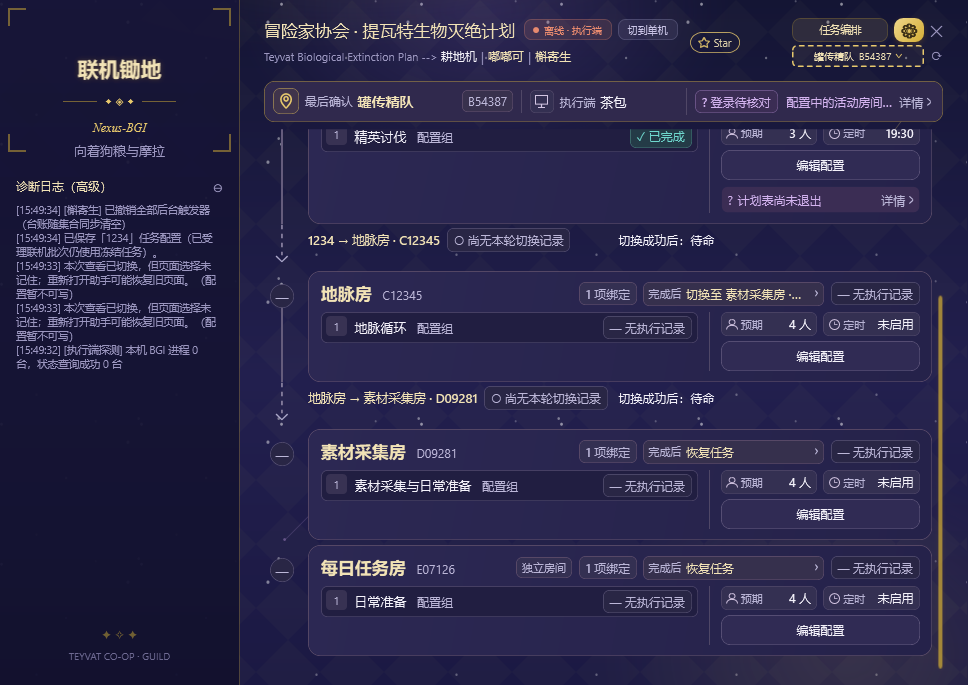 联机锄地
Nexus-BGI
向着狗粮与摩拉
诊断日志（高级）
[15:49:34] [槲寄生] 已撤销全部后台触发器
（台账随集合同步清空）
[15:49:34] 已保存「1234」任务配置（已受
理联机批次仍使用冻结任务）。
[15:49:33] 本次查看已切换，但页面选择未
记住；重新打开助手可能恢复旧页面。（配
置暂不可写）
[15:49:33] 本次查看已切换，但页面选择未
记住；重新打开助手可能恢复旧页面。（配
置暂不可写）
[15:49:32] [执行端探测] 本机 BGI 进程 0
台，状态查询成功 0 台
TEYVAT CO-OP · GUILD
冒险家协会 · 提瓦特生物灭绝计划 离线 · 执行端 切到单机 Star 任务编排
Teyvat Biological-Extinction Plan --> 耕地机 | 嘟嘟可 | 槲寄生 罐传精队 B54387
最后确认 罐传精队 B54387 执行端 茶包 ? 登录待核对 配置中的活动房间... 详情
1 精英讨伐 配置组 ✓ 已完成 预期 3 人 定时 19:30
编辑配置
? 计划表尚未退出 详情
1234 → 地脉房 · C12345 尚无本轮切换记录 切换成功后：待命
地脉房 C12345 1 项绑定 完成后 切换至 素材采集房 ·... — 无执行记录
1 地脉循环 配置组 — 无执行记录 预期 4 人 定时 未启用
编辑配置
地脉房 → 素材采集房 · D09281 尚无本轮切换记录 切换成功后：待命
素材采集房 D09281 1 项绑定 完成后 恢复任务 — 无执行记录
1 素材采集与日常准备 配置组 — 无执行记录 预期 4 人 定时 未启用
编辑配置
每日任务房 E07126 独立房间 1 项绑定 完成后 恢复任务 — 无执行记录
1 日常准备 配置组 — 无执行记录 预期 4 人 定时 未启用
编辑配置